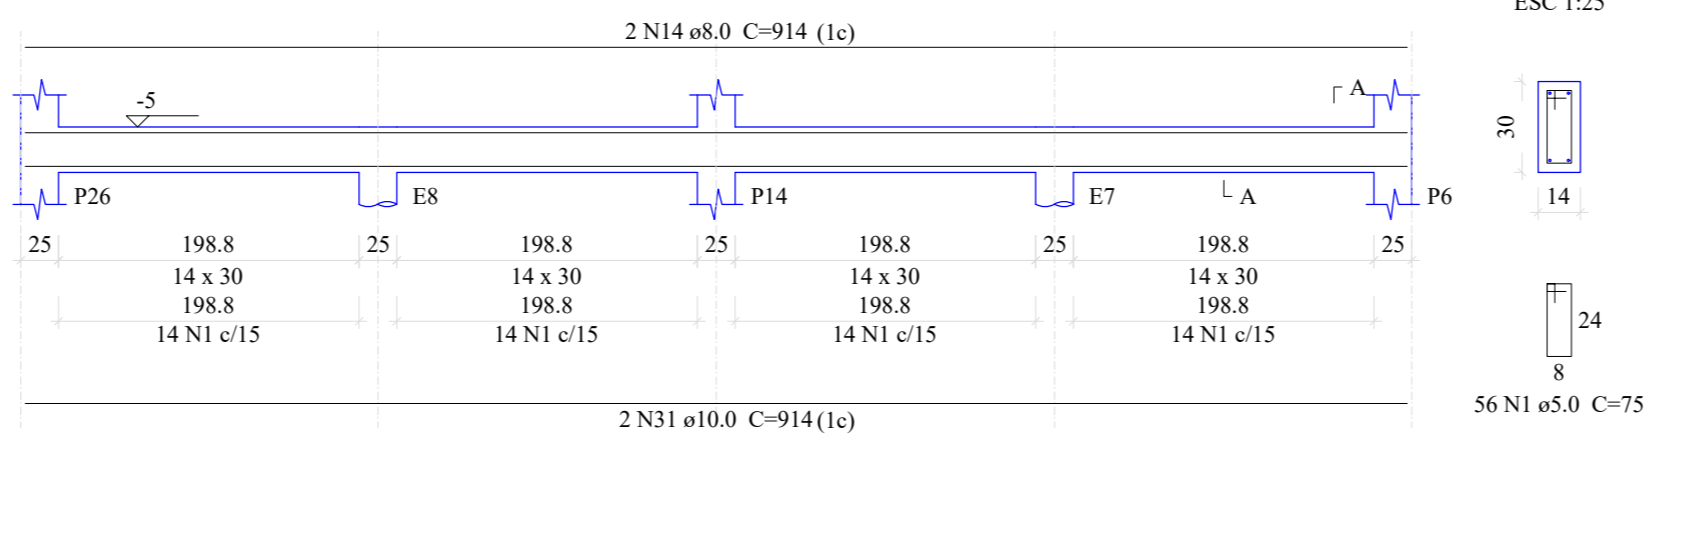 ESC 1:25
2 N14 ø8.0 C=914 (1c)
-5
A
30
P26
E8
P14
E7
A
P6
14
25
198.8
25
198.8
25
198.8
25
198.8
25
14 x 30
14 x 30
14 x 30
14 x 30
198.8
198.8
198.8
198.8
14 N1 c/15
14 N1 c/15
14 N1 c/15
14 N1 c/15
24
8
56 N1 ø5.0 C=75
2 N31 ø10.0 C=914 (1c)